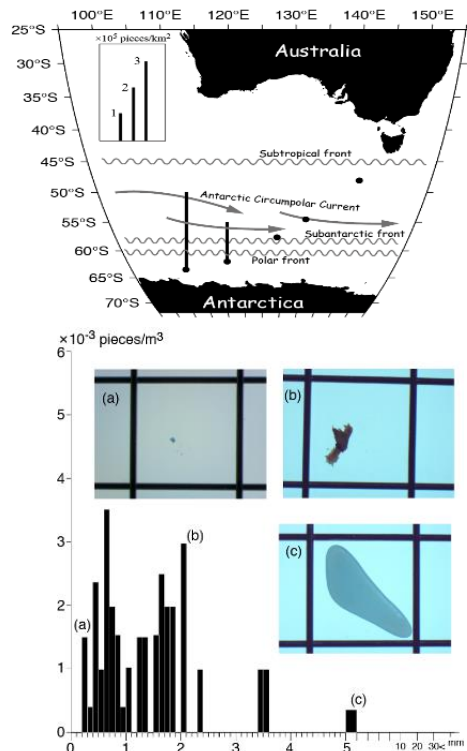 100°E 110°E 120°E 130°E 140°E 150°E
25°S
×10⁵ pieces/km²
3
2
1
Australia
30°S
35°S
40°S
45°S
Subtropical front
50°S
Antarctic Circumpolar Current
55°S
Subantarctic front
60°S
Polar front
65°S
70°S
Antarctica
×10⁻³ pieces/m³
6
5
4
3
2
1
0
(a)
(b)
(c)
(a)
(b)
(c)
0 1 2 3 4 5 10 20 30< mm